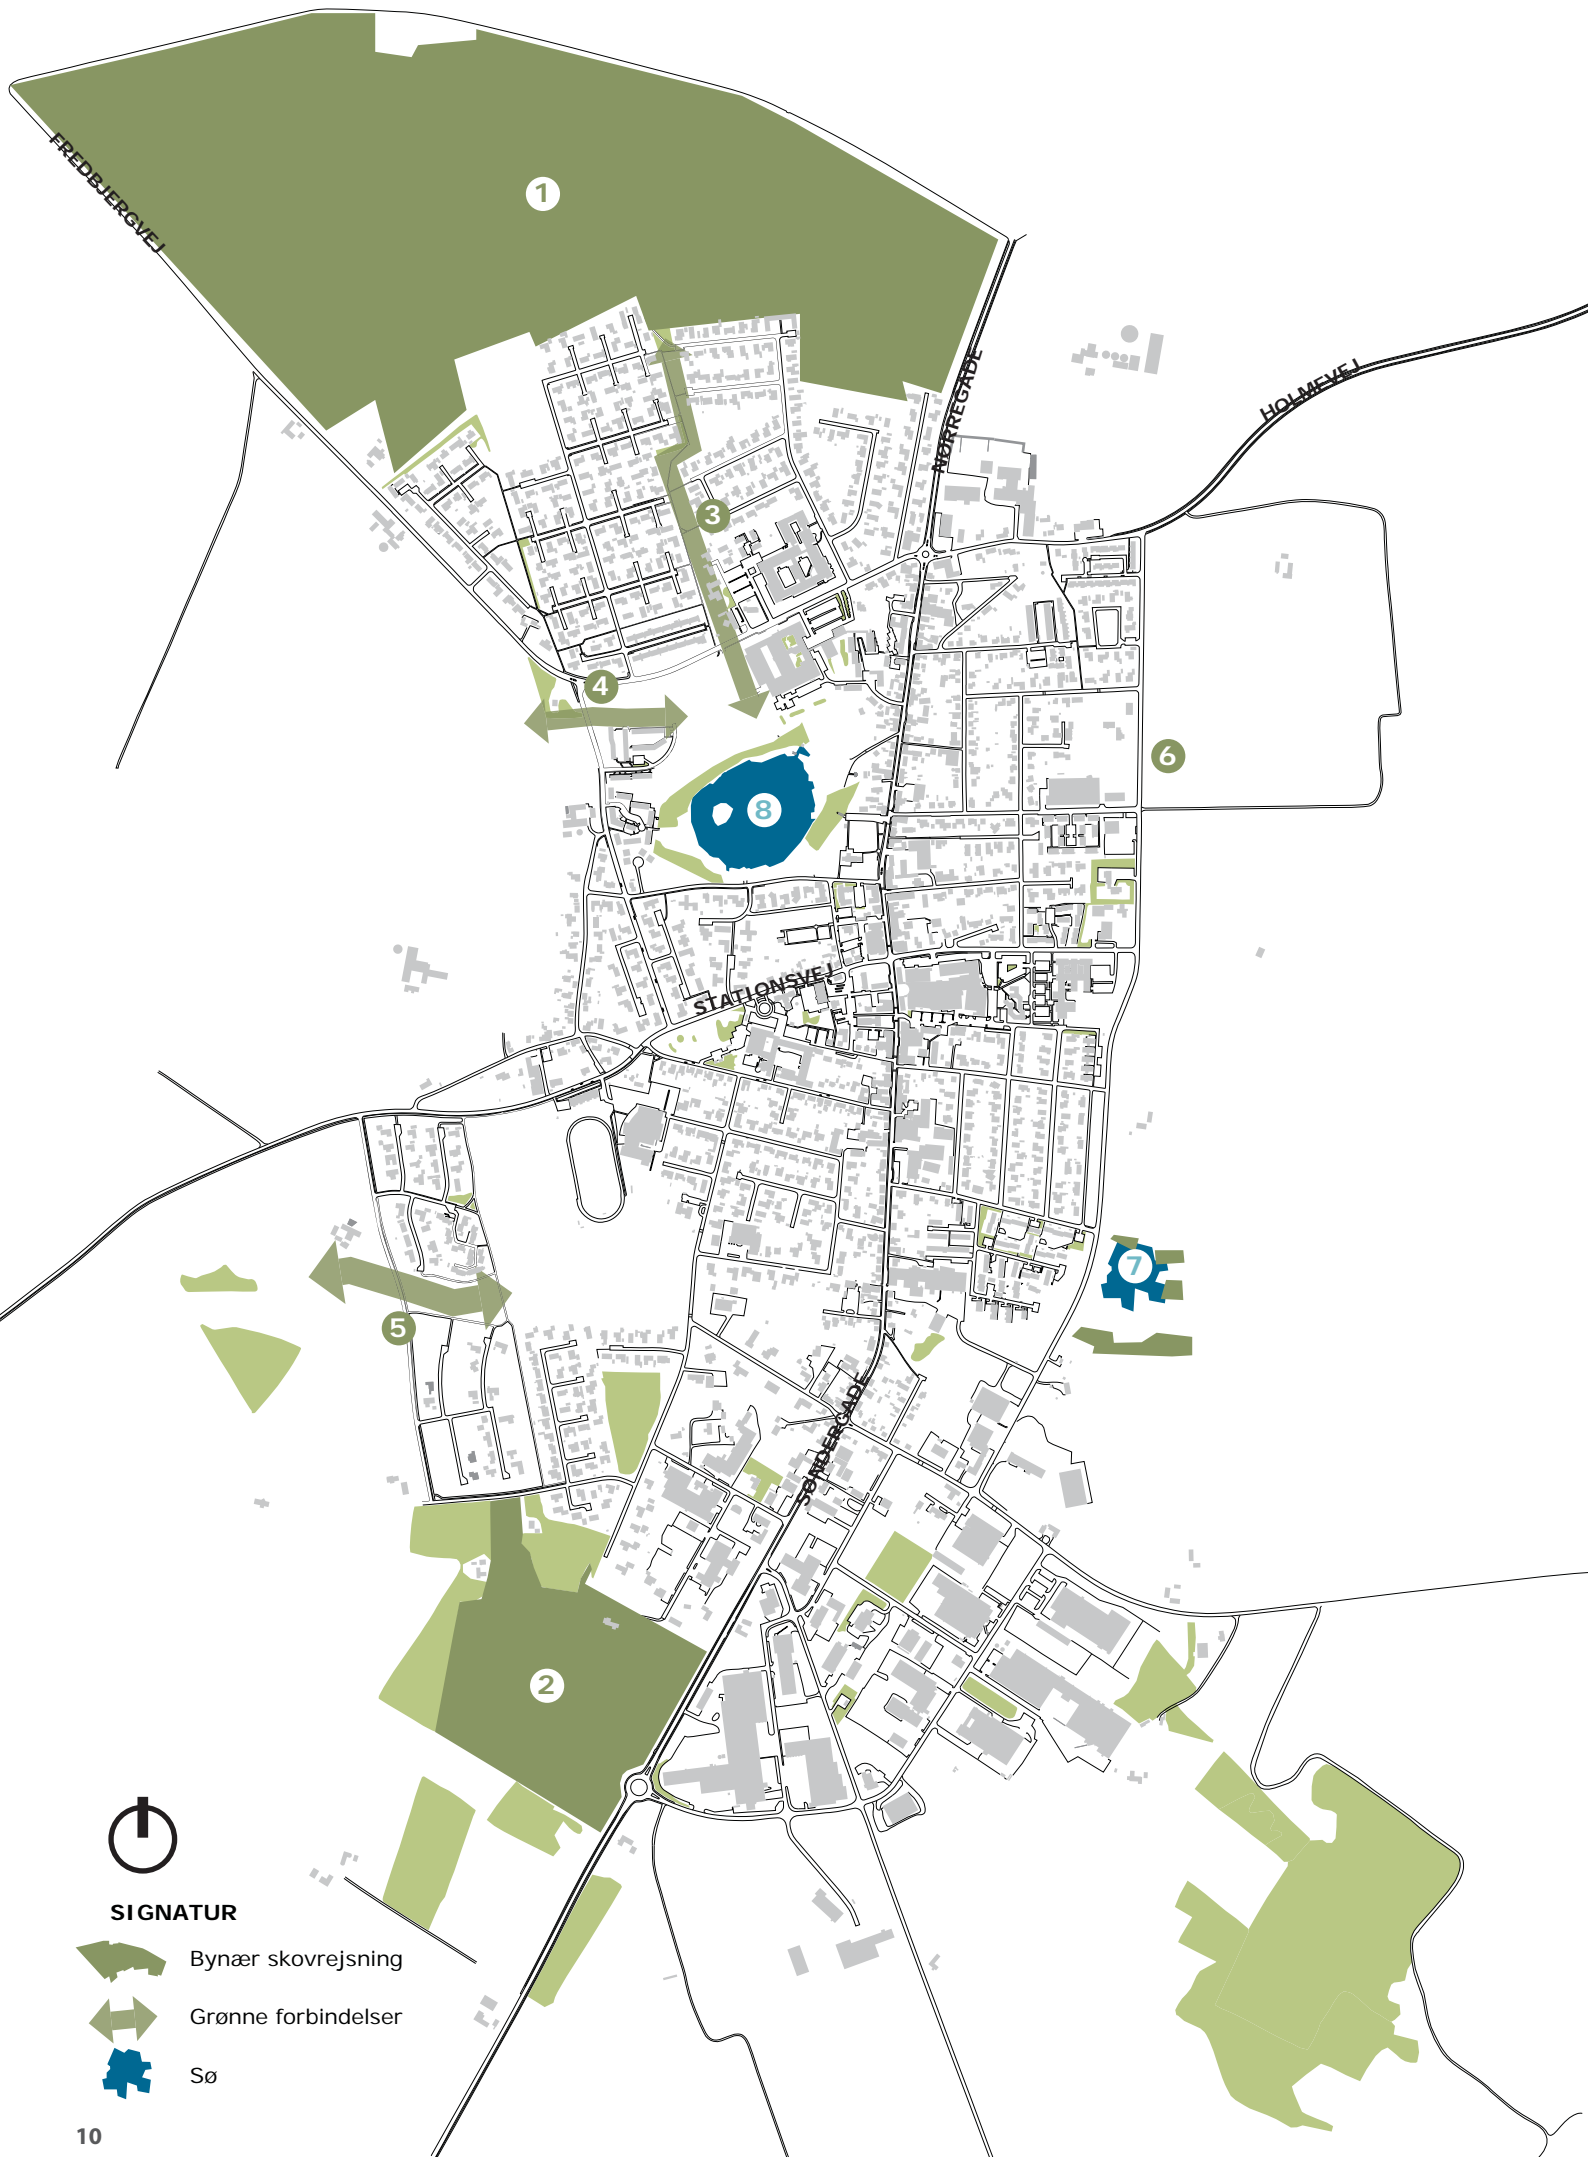 FREDBJERGVEJ
1
NØRREGADE
HOLMEVEJ
3
4
6
8
STATIONSVEJ
7
5
SØNDERGADE
2
SIGNATUR
Bynær skovrejsning
Grønne forbindelser
Sø
10